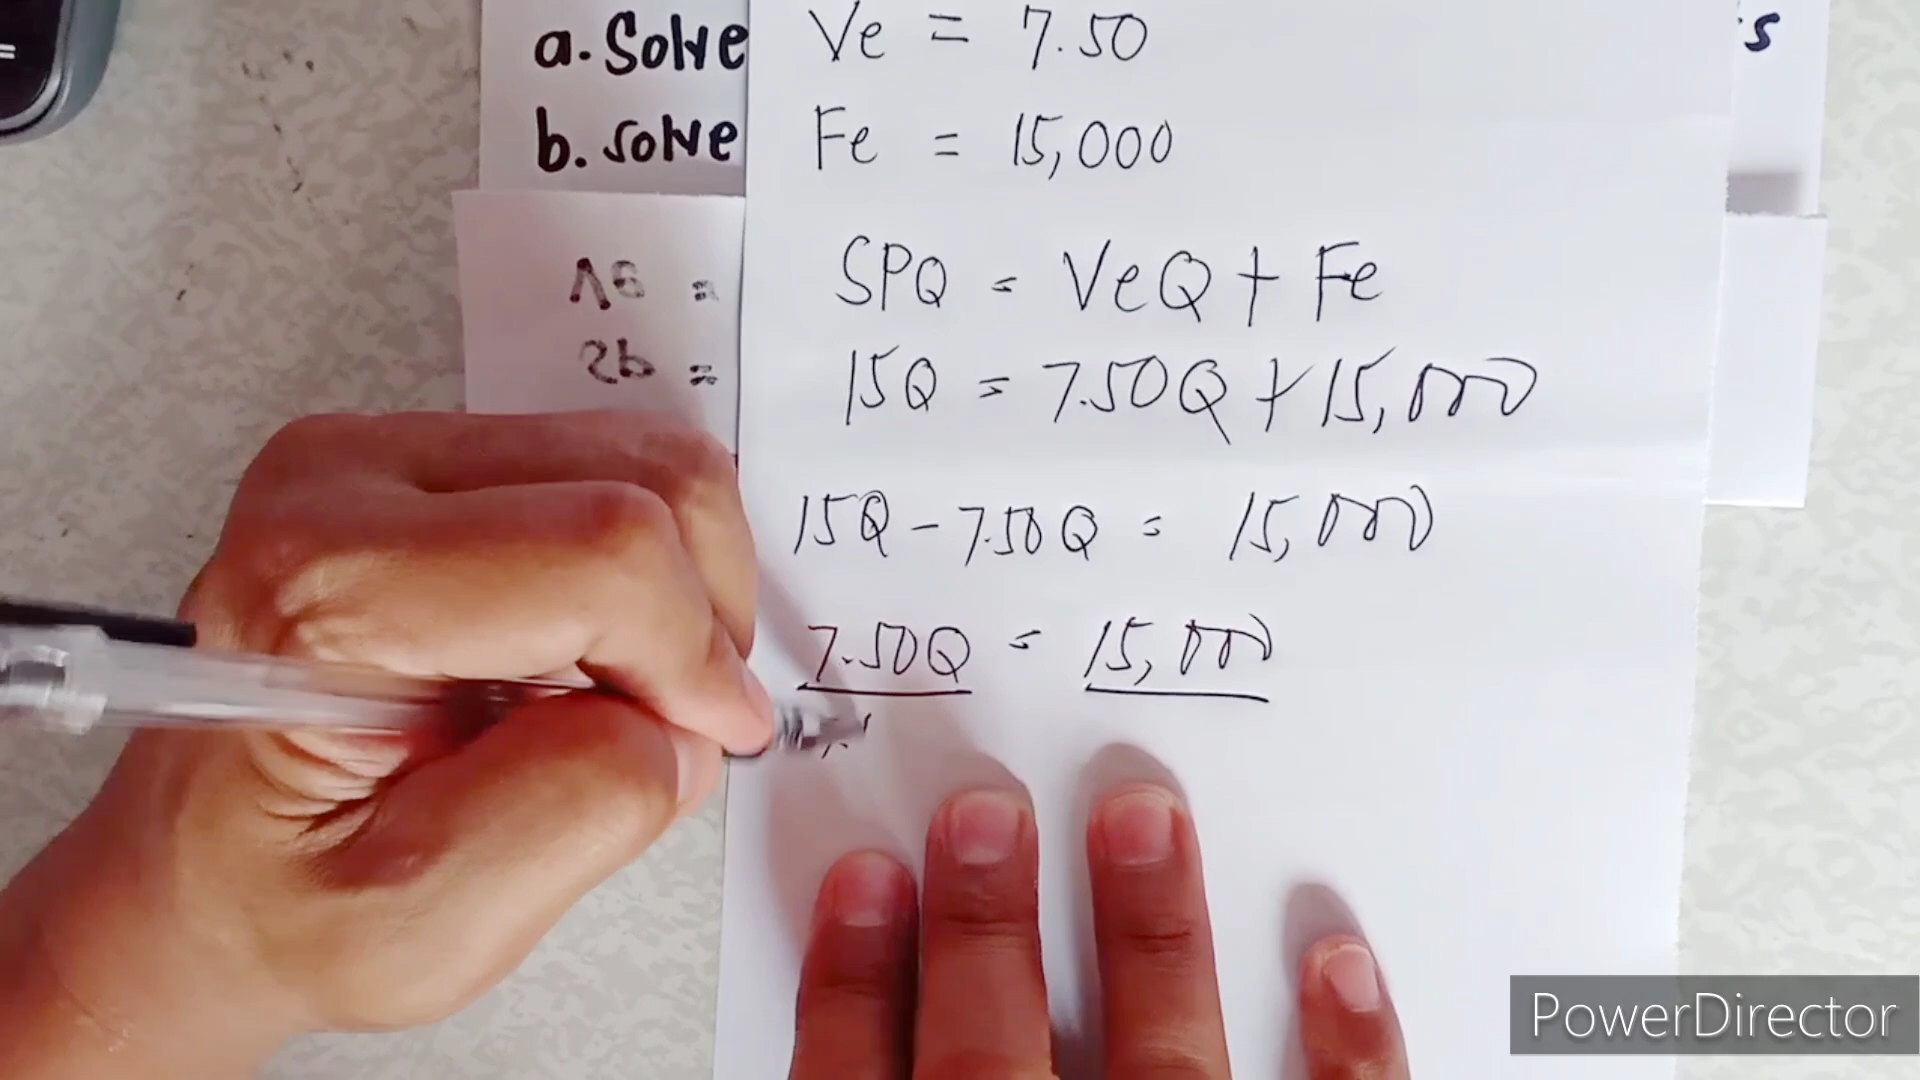 a. Solve
b. Solve
s
Ve = 7.50
Fe = 15,000
SPQ = VeQ + Fe
15Q = 7.50Q + 15,000
15Q - 7.50Q = 15,000
7.50Q = 15,000
PowerDirector